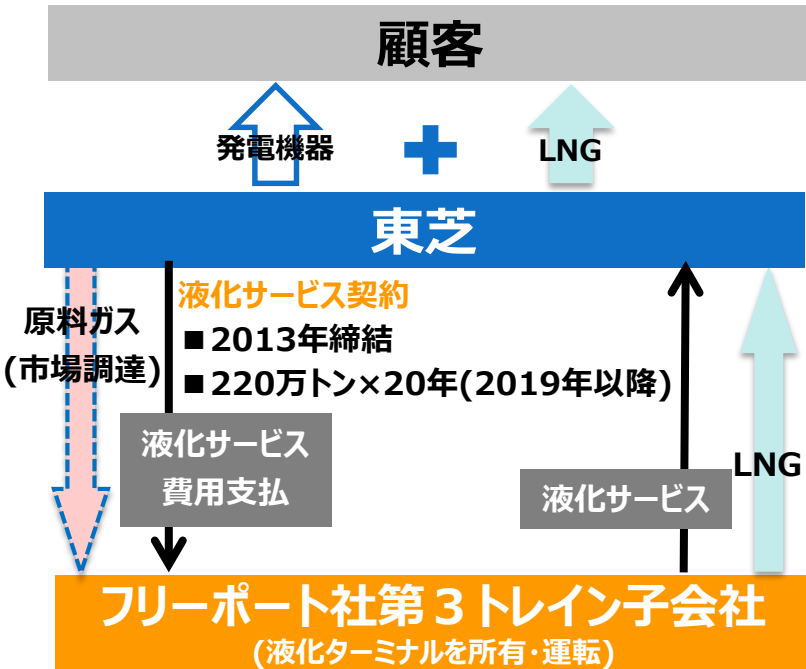 顧客
発電機器
LNG
東芝
原料ガス
(市場調達)
液化サービス契約
■2013年締結
■220万トン×20年(2019年以降)
液化サービス
費用支払
液化サービス
LNG
フリーポート社第３トレイン子会社
(液化ターミナルを所有・運転)